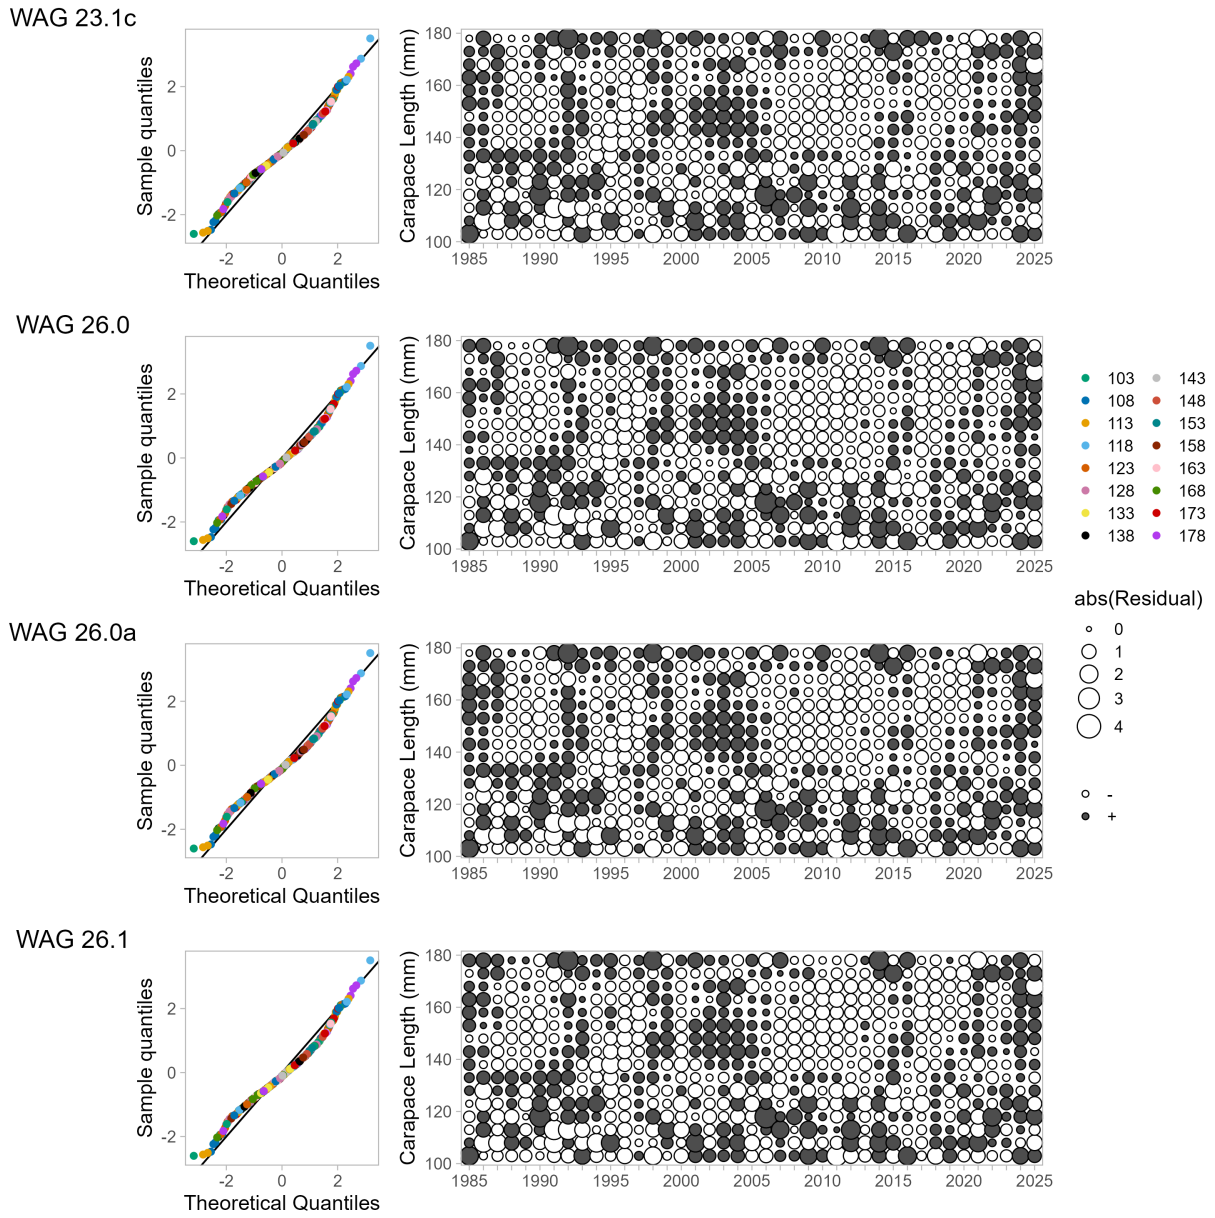 WAG 23.1c
Sample quantiles
2
0
-2
-2 0 2
Theoretical Quantiles
Carapace Length (mm)
180
160
140
120
100
1985 1990 1995 2000 2005 2010 2015 2020 2025
WAG 26.0
Sample quantiles
2
0
-2
-2 0 2
Theoretical Quantiles
Carapace Length (mm)
180
160
140
120
100
1985 1990 1995 2000 2005 2010 2015 2020 2025
WAG 26.0a
Sample quantiles
2
0
-2
-2 0 2
Theoretical Quantiles
Carapace Length (mm)
180
160
140
120
100
1985 1990 1995 2000 2005 2010 2015 2020 2025
WAG 26.1
Sample quantiles
2
0
-2
-2 0 2
Theoretical Quantiles
Carapace Length (mm)
180
160
140
120
100
1985 1990 1995 2000 2005 2010 2015 2020 2025
103 143
108 148
113 153
118 158
123 163
128 168
133 173
138 178
abs(Residual)
0
1
2
3
4
-
+